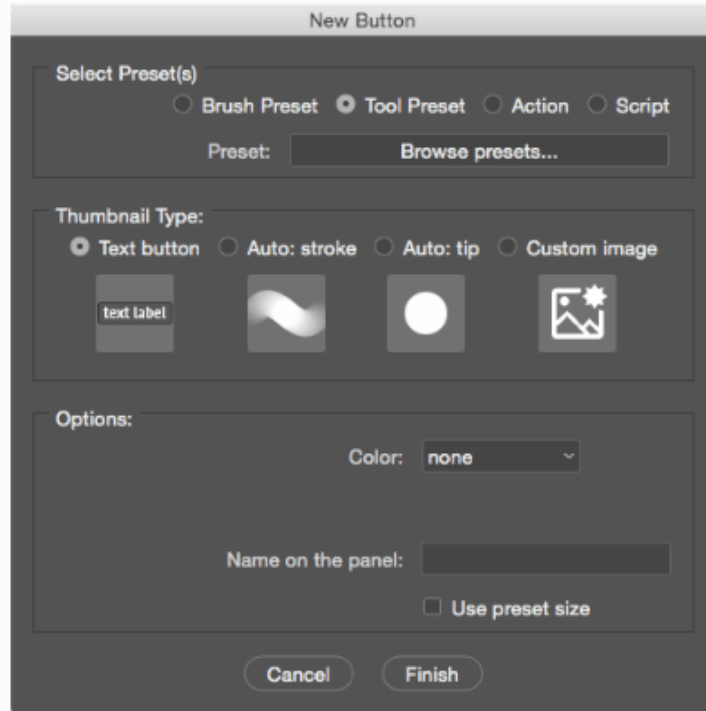 New Button
Select Preset(s)
Brush Preset Tool Preset Action Script
Preset: Browse presets...
Thumbnail Type:
Text button Auto: stroke Auto: tip Custom image
text label
Options:
Color: none
Name on the panel:
Use preset size
Cancel Finish